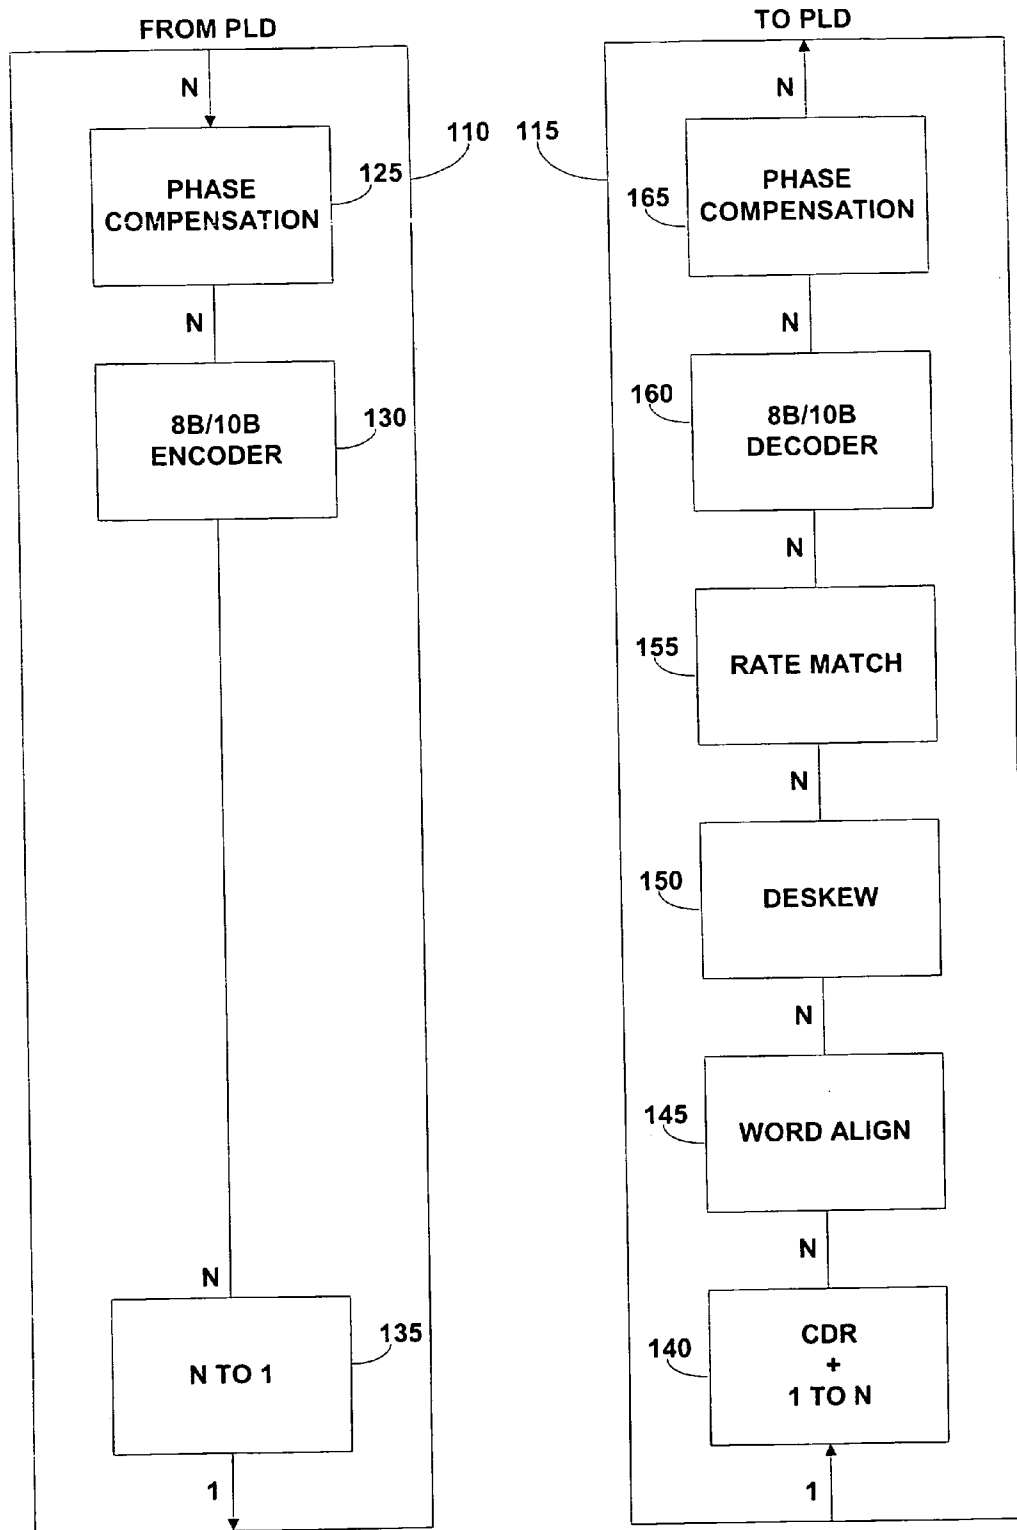 FROM PLD
N
PHASE
COMPENSATION
125
110
N
8B/10B
ENCODER
130
N
N TO 1
135
1
TO PLD
N
115
PHASE
COMPENSATION
165
N
160
8B/10B
DECODER
N
155
RATE MATCH
N
150
DESKEW
N
145
WORD ALIGN
N
140
CDR
+
1 TO N
1